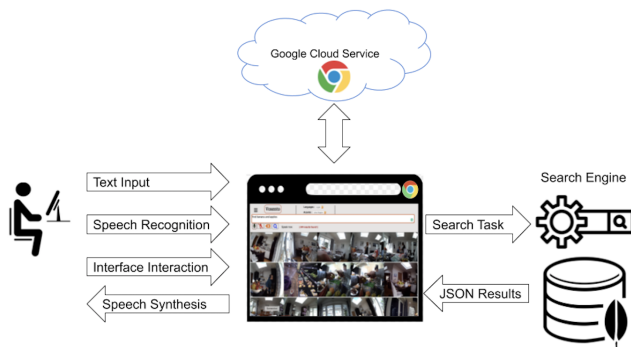 Google Cloud Service
Text Input
Speech Recognition
Interface Interaction
Speech Synthesis
Search Task
JSON Results
Search Engine